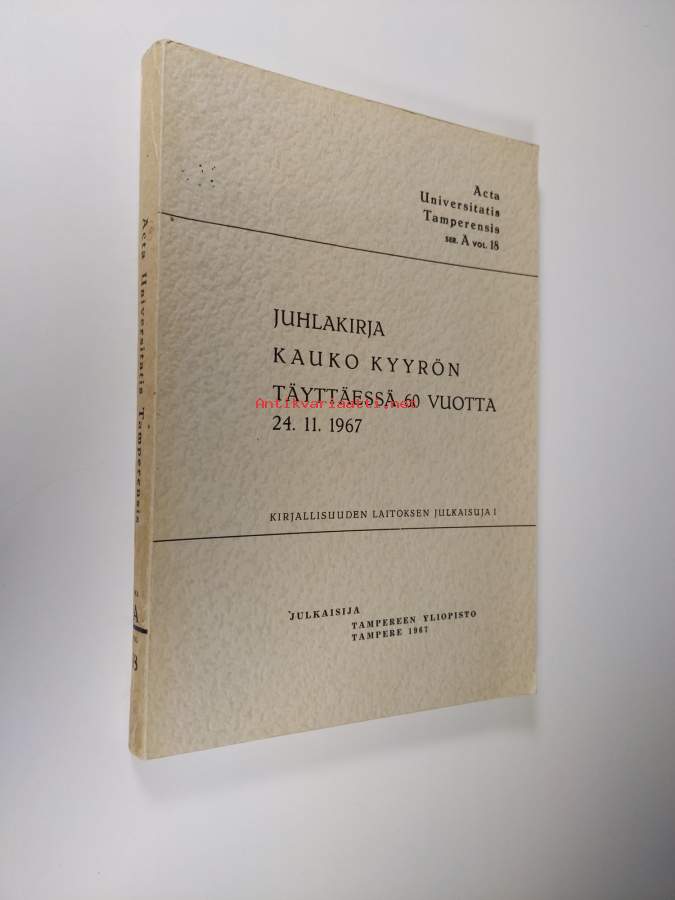 Acta
Universitatis
Tamperensis
SER. A VOL. 18
JUHLAKIRJA
KAUKO KYYRÖN
TÄYTTÄESSÄ 60 VUOTTA
24. 11. 1967
Antikvariaatti.net
KIRJALLISUUDEN LAITOKSEN JULKAISUJA 1
JULKAISIJA
TAMPEREEN YLIOPISTO
TAMPERE 1967
Acta Universitatis Tamperensis
A